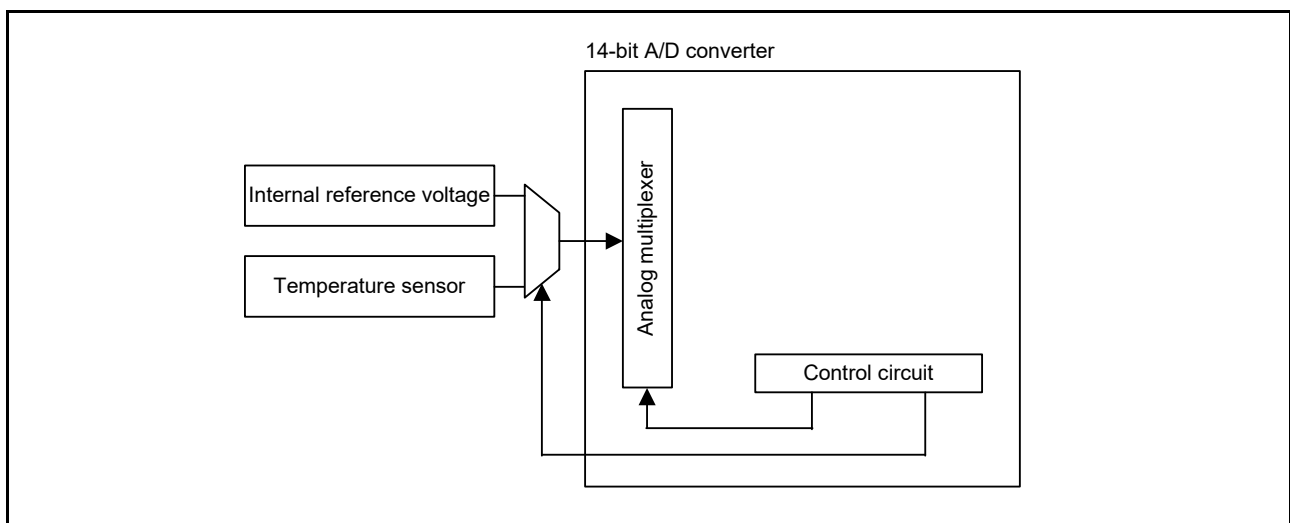 14-bit A/D converter
Internal reference voltage
Temperature sensor
Analog multiplexer
Control circuit